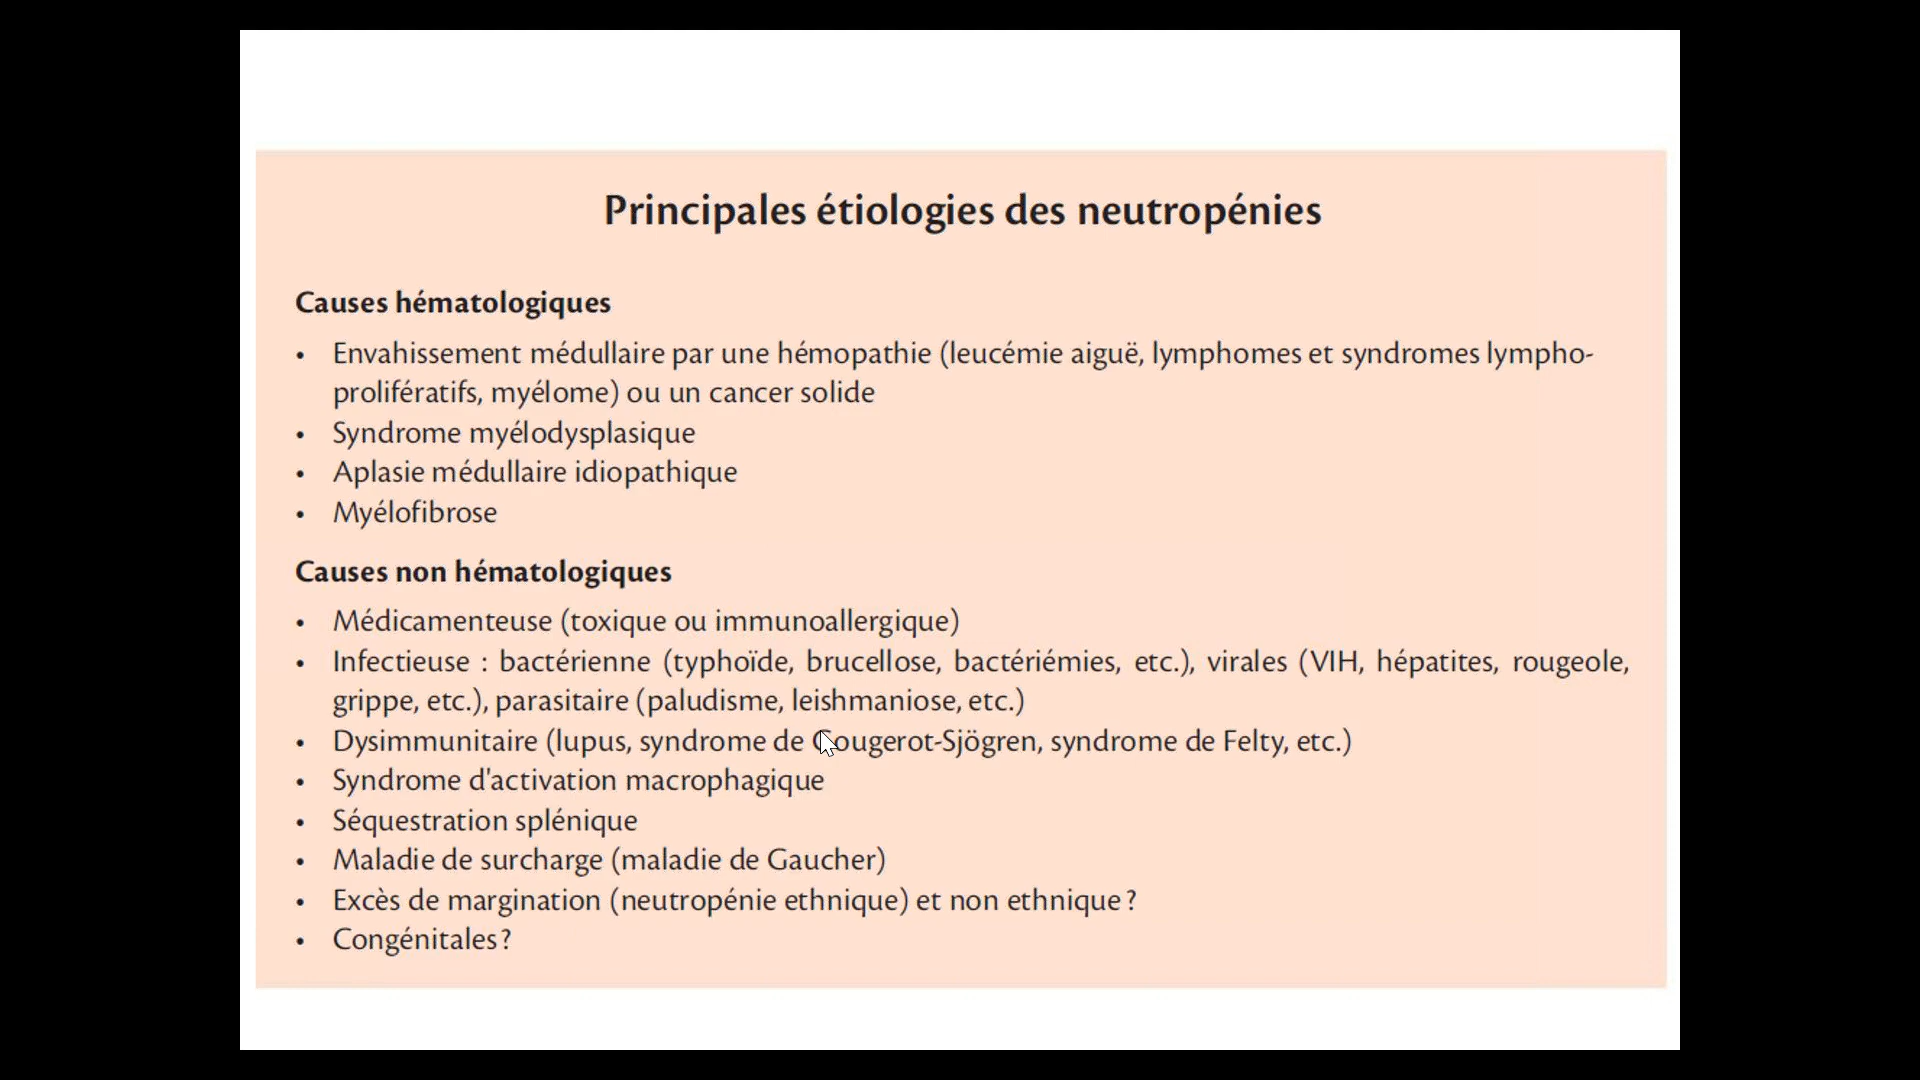 Principales étiologies des neutropénies
Causes hématologiques
• Envahissement médullaire par une hémopathie (leucémie aiguë, lymphomes et syndromes lympho-
prolifératifs, myélome) ou un cancer solide
• Syndrome myélodysplasique
• Aplasie médullaire idiopathique
• Myélofibrose
Causes non hématologiques
• Médicamenteuse (toxique ou immunoallergique)
• Infectieuse : bactérienne (typhoïde, brucellose, bactériémies, etc.), virales (VIH, hépatites, rougeole,
grippe, etc.), parasitaire (paludisme, leishmaniose, etc.)
• Dysimmunitaire (lupus, syndrome de Gougerot-Sjögren, syndrome de Felty, etc.)
• Syndrome d'activation macrophagique
• Séquestration splénique
• Maladie de surcharge (maladie de Gaucher)
• Excès de margination (neutropénie ethnique) et non ethnique ?
• Congénitales ?